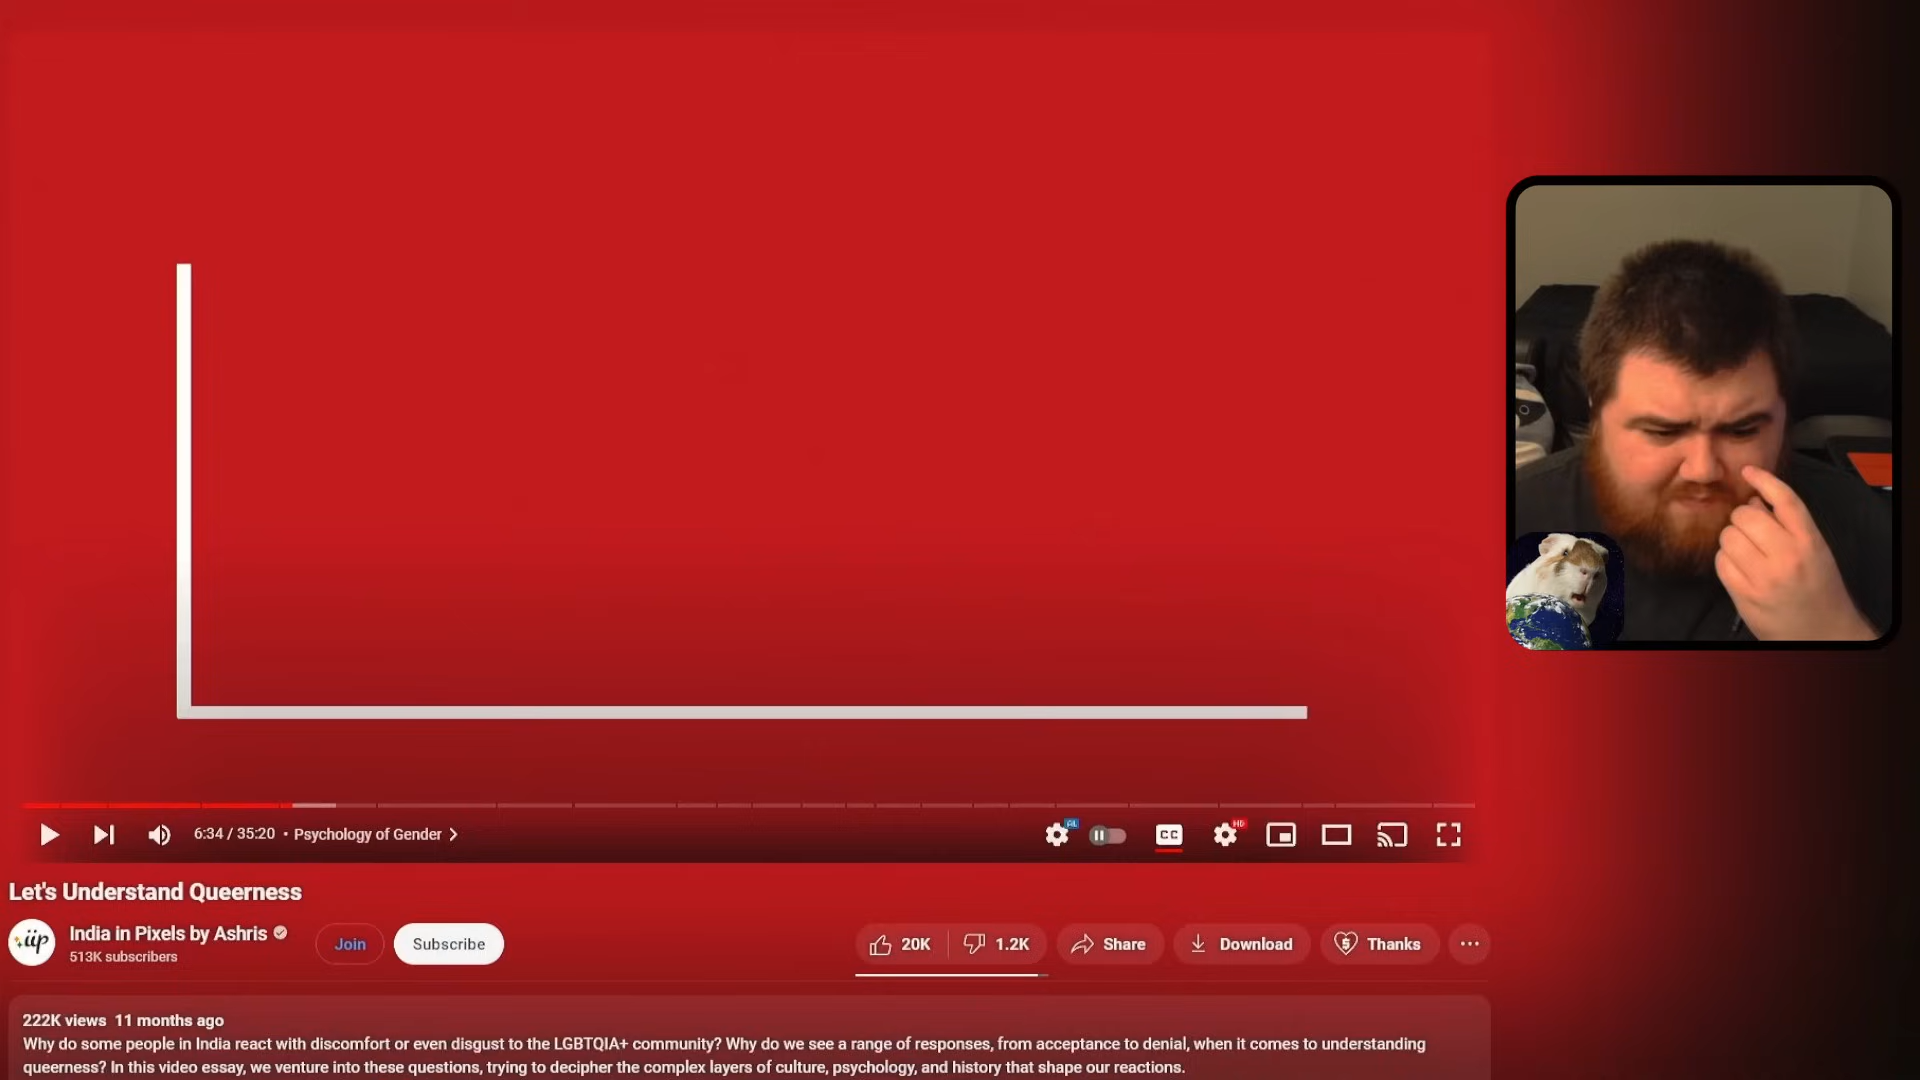 6:34 / 35:20 • Psychology of Gender
AI
CC
HD
Let's Understand Queerness
iip
India in Pixels by Ashris
513K subscribers
Join
Subscribe
20K
1.2K
Share
Download
Thanks
222K views 11 months ago
Why do some people in India react with discomfort or even disgust to the LGBTQIA+ community? Why do we see a range of responses, from acceptance to denial, when it comes to understanding
queerness? In this video essay, we venture into these questions, trying to decipher the complex layers of culture, psychology, and history that shape our reactions.